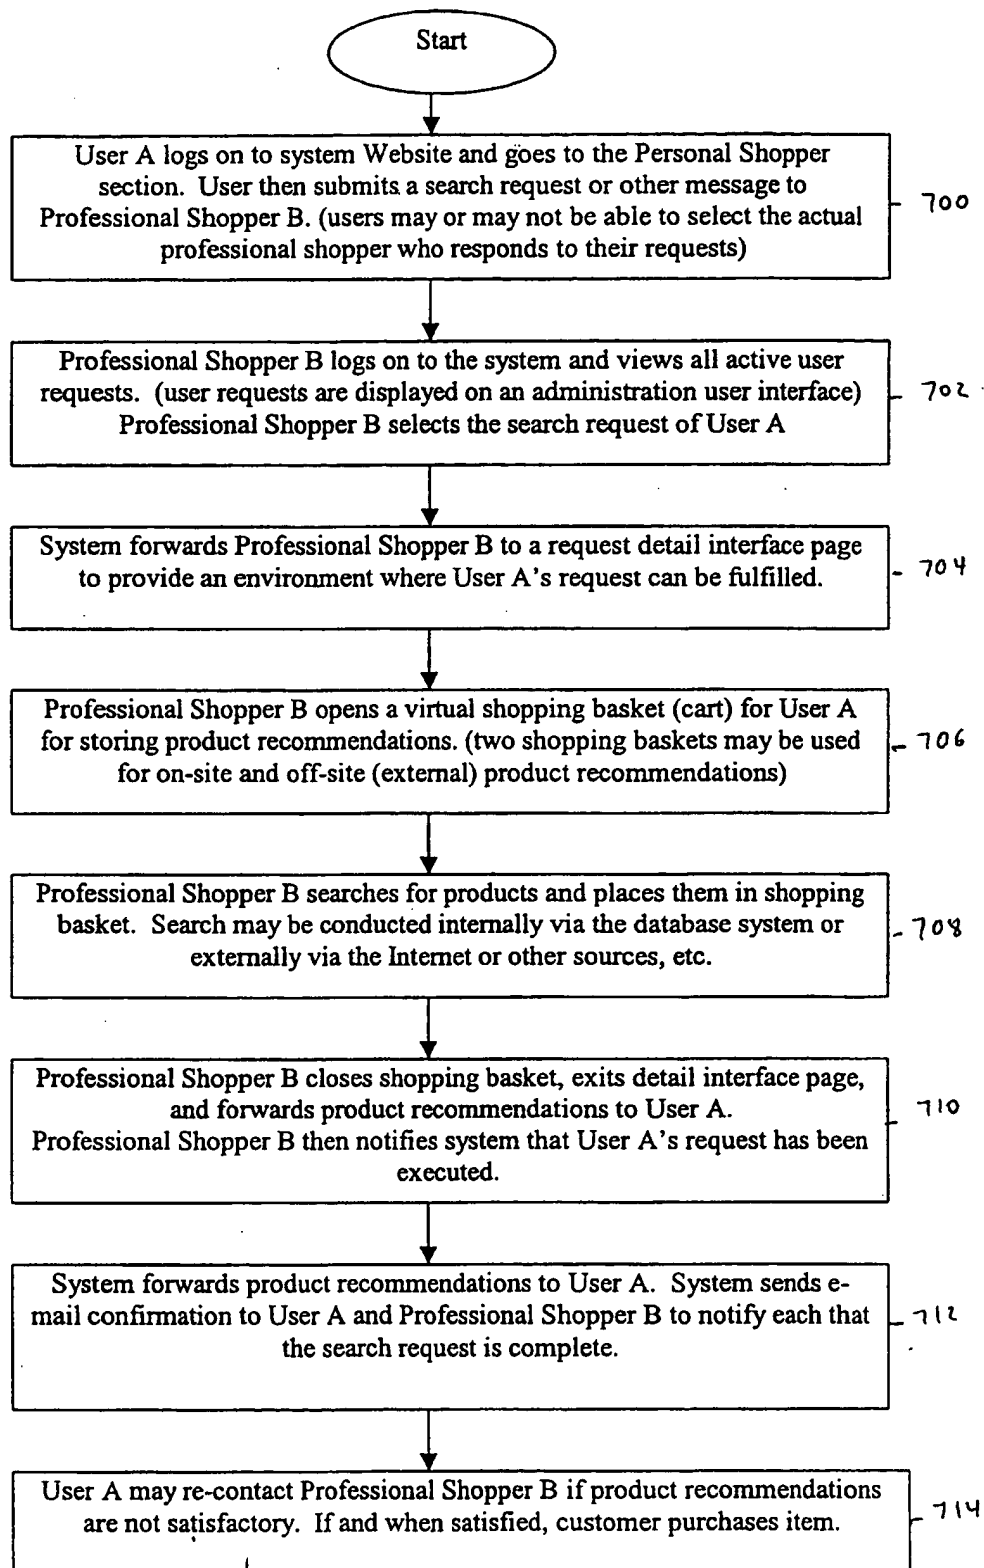 Start
User A logs on to system Website and goes to the Personal Shopper
section. User then submits a search request or other message to
Professional Shopper B. (users may or may not be able to select the actual
professional shopper who responds to their requests)
700
Professional Shopper B logs on to the system and views all active user
requests. (user requests are displayed on an administration user interface)
Professional Shopper B selects the search request of User A
702
System forwards Professional Shopper B to a request detail interface page
to provide an environment where User A's request can be fulfilled.
704
Professional Shopper B opens a virtual shopping basket (cart) for User A
for storing product recommendations. (two shopping baskets may be used
for on-site and off-site (external) product recommendations)
706
Professional Shopper B searches for products and places them in shopping
basket. Search may be conducted internally via the database system or
externally via the Internet or other sources, etc.
708
Professional Shopper B closes shopping basket, exits detail interface page,
and forwards product recommendations to User A.
Professional Shopper B then notifies system that User A's request has been
executed.
710
System forwards product recommendations to User A. System sends e-
mail confirmation to User A and Professional Shopper B to notify each that
the search request is complete.
712
User A may re-contact Professional Shopper B if product recommendations
are not satisfactory. If and when satisfied, customer purchases item.
714